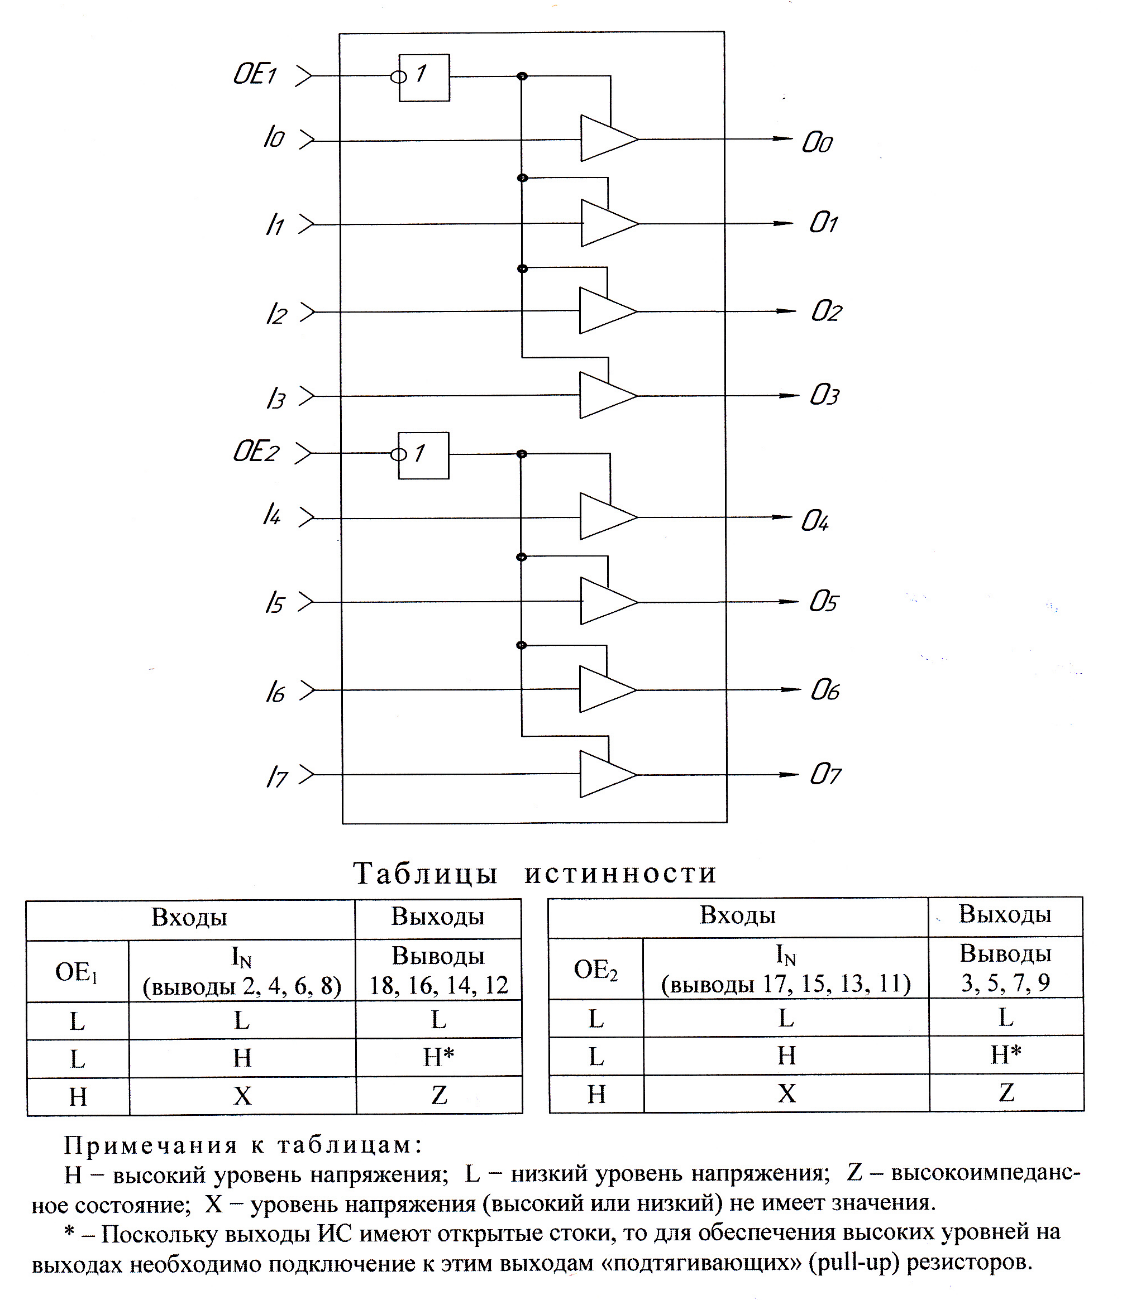 OE1
1
I0
O0
I1
O1
I2
O2
I3
O3
OE2
1
I4
O4
I5
O5
I6
O6
I7
O7
Таблицы истинности
Входы Выходы
OE1 IN (выводы 2, 4, 6, 8) Выводы 18, 16, 14, 12
L L L
L H H*
H X Z
Входы Выходы
OE2 IN (выводы 17, 15, 13, 11) Выводы 3, 5, 7, 9
L L L
L H H*
H X Z
Примечания к таблицам:
H – высокий уровень напряжения; L – низкий уровень напряжения; Z – высокоимпеданс-
ное состояние; X – уровень напряжения (высокий или низкий) не имеет значения.
* – Поскольку выходы ИС имеют открытые стоки, то для обеспечения высоких уровней на
выходах необходимо подключение к этим выходам «подтягивающих» (pull-up) резисторов.